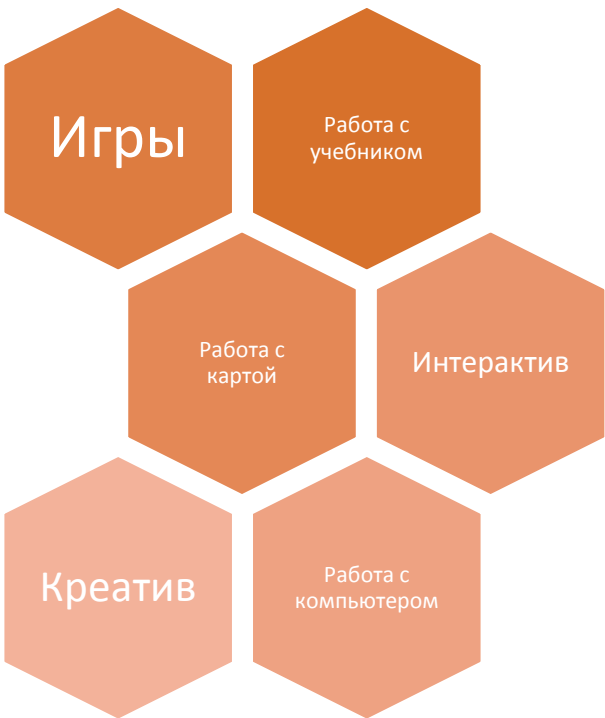 Игры
Работа с
учебником
Работа с
картой
Интерактив
Креатив
Работа с
компьютером